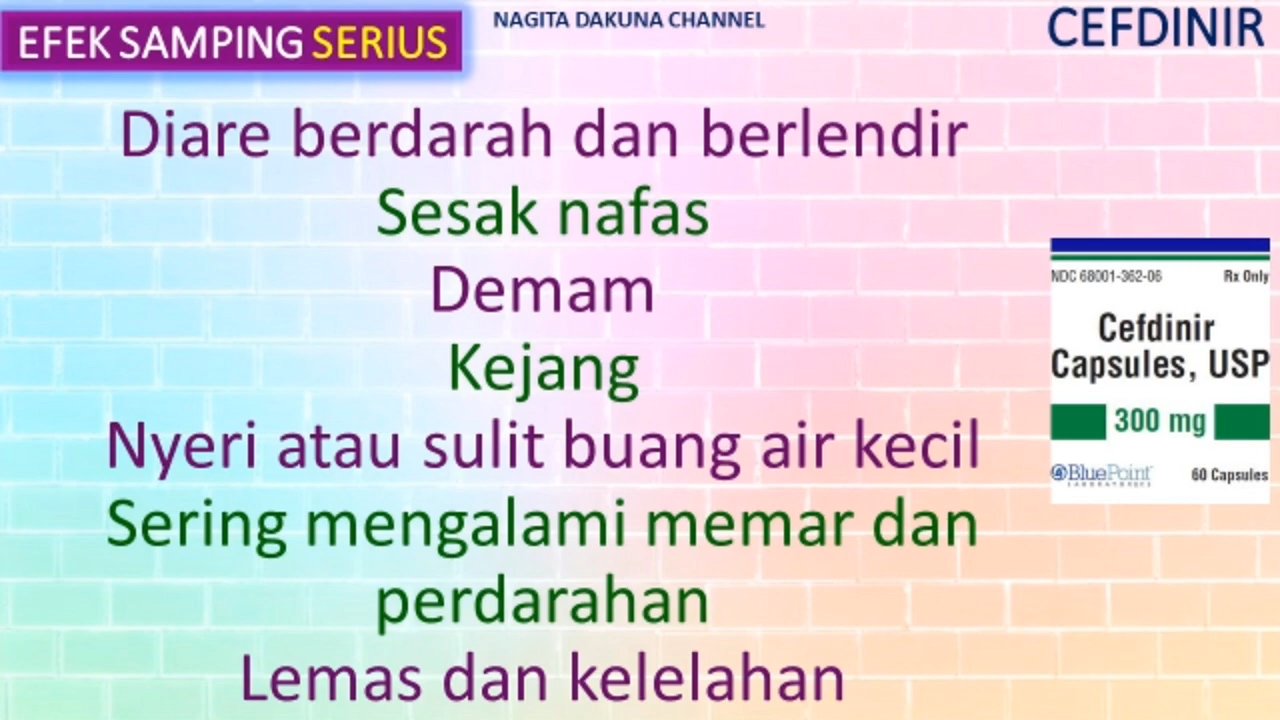 EFEK SAMPING SERIUS
NAGITA DAKUNA CHANNEL
CEFDINIR
Diare berdarah dan berlendir
Sesak nafas
Demam
Kejang
Nyeri atau sulit buang air kecil
Sering mengalami memar dan
perdarahan
Lemas dan kelelahan
NDC 68001-362-06 Rx Only
Cefdinir
Capsules, USP
300 mg
BluePoint 60 Capsules
LABORATORIES